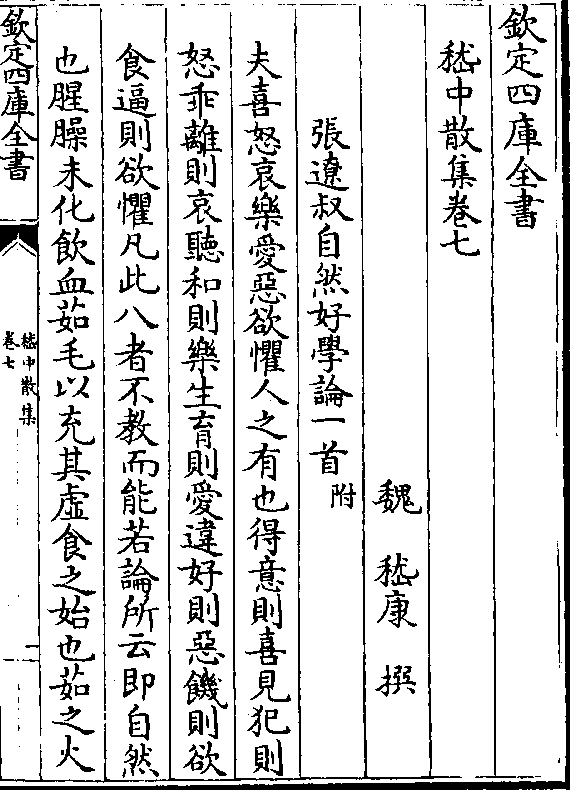 欽定四庫全書
嵇中散集卷七
魏 嵇康 撰
張遼叔自然好學論一首附
夫喜怒哀樂愛惡欲懼人之有也得意則喜見犯則
怒乖離則哀聽和則樂生育則愛違好則惡饑則欲
食逼則欲懼凡此八者不教而能若論所云即自然
也腥臊未化飲血茹毛以充其虛食之始也茹之火
欽定四庫全書
嵇中散集
卷七
一